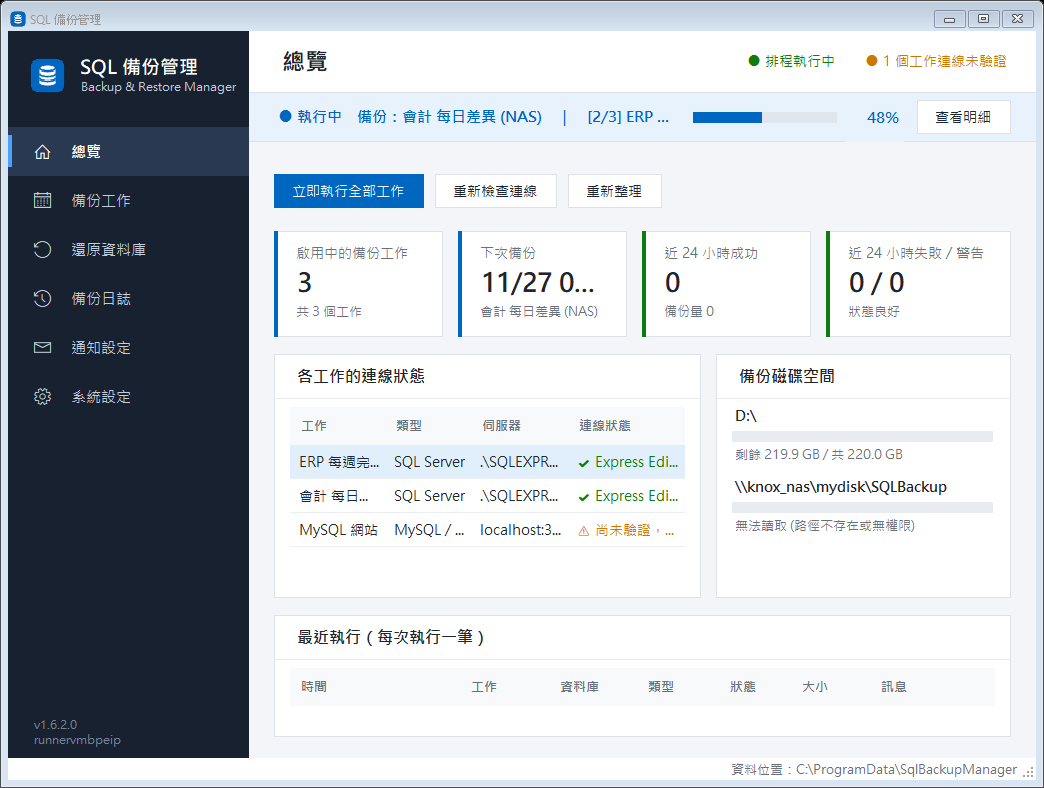 SQL 備份管理
SQL 備份管理
Backup & Restore Manager
總覽
備份工作
還原資料庫
備份日誌
通知設定
系統設定
v1.6.2.0
runnervmbpeip
總覽
排程執行中
1 個工作連線未驗證
執行中 備份：會計 每日差異 (NAS) | [2/3] ERP ...
48%
查看明細
立即執行全部工作
重新檢查連線
重新整理
啟用中的備份工作
3
共 3 個工作
下次備份
11/27 0...
會計 每日差異 (NAS)
近 24 小時成功
0
備份量 0
近 24 小時失敗 / 警告
0 / 0
狀態良好
各工作的連線狀態
工作 類型 伺服器 連線狀態
ERP 每週完... SQL Server .\SQLEXPR... ✔ Express Edi...
會計 每日... SQL Server .\SQLEXPR... ✔ Express Edi...
MySQL 網站 MySQL / ... localhost:3... ⚠ 尚未驗證，...
備份磁碟空間
D:\
剩餘 219.9 GB / 共 220.0 GB
\\knox_nas\mydisk\SQLBackup
無法讀取 (路徑不存在或無權限)
最近執行 ( 每次執行一筆 )
時間 工作 資料庫 類型 狀態 大小 訊息
資料位置：C:\ProgramData\SqlBackupManager